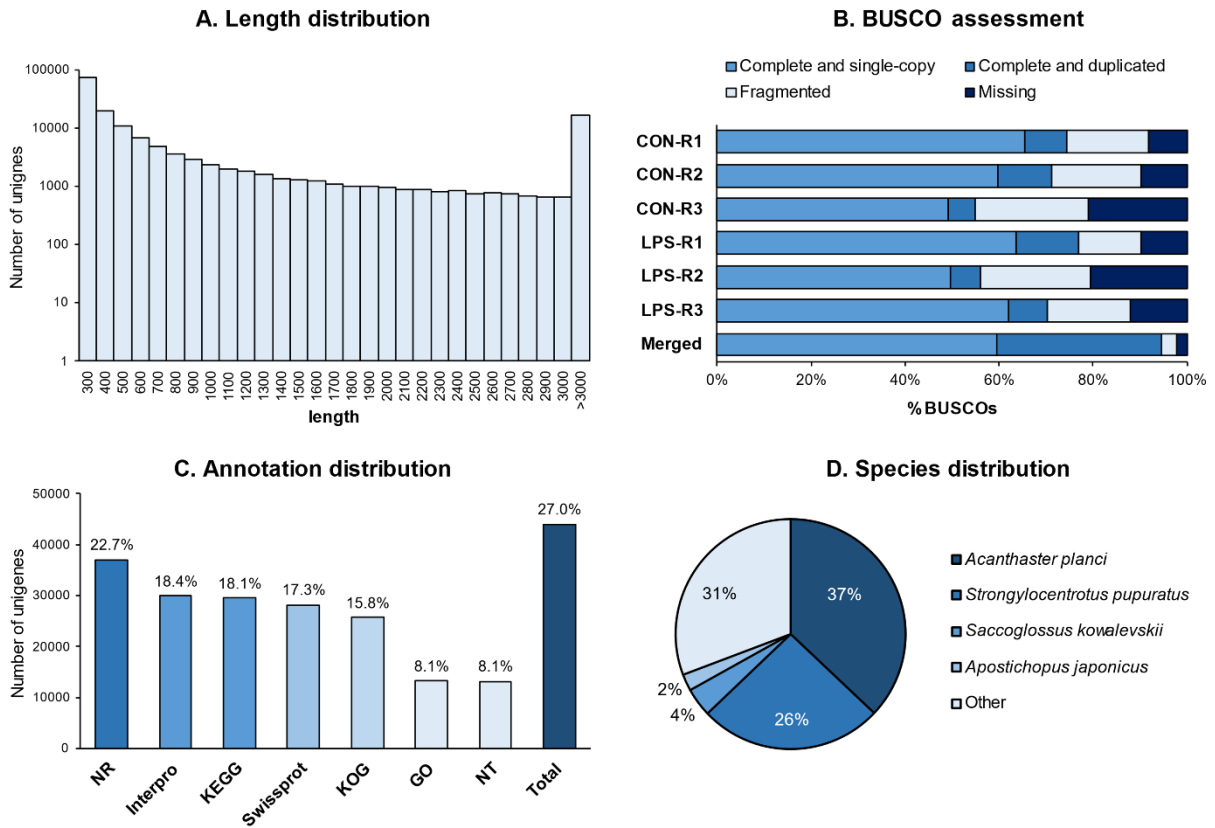 A. Length distribution
Number of unignes
100000
10000
1000
100
10
1
300 400 500 600 700 800 900 1000 1100 1200 1300 1400 1500 1600 1700 1800 1900 2000 2100 2200 2300 2400 2500 2600 2700 2800 2900 3000 >3000
length
B. BUSCO assessment
Complete and single-copy Complete and duplicated
Fragmented Missing
CON-R1
CON-R2
CON-R3
LPS-R1
LPS-R2
LPS-R3
Merged
0% 20% 40% 60% 80% 100%
%BUSCOs
C. Annotation distribution
Number of unigenes
50000
40000
30000
20000
10000
0
22.7% 18.4% 18.1% 17.3% 15.8% 8.1% 8.1% 27.0%
NR Interpro KEGG Swissprot KOG GO NT Total
D. Species distribution
37%
26%
4%
2%
31%
Acanthaster planci
Strongylocentrotus pupuratus
Saccoglossus kowalevskii
Apostichopus japonicus
Other